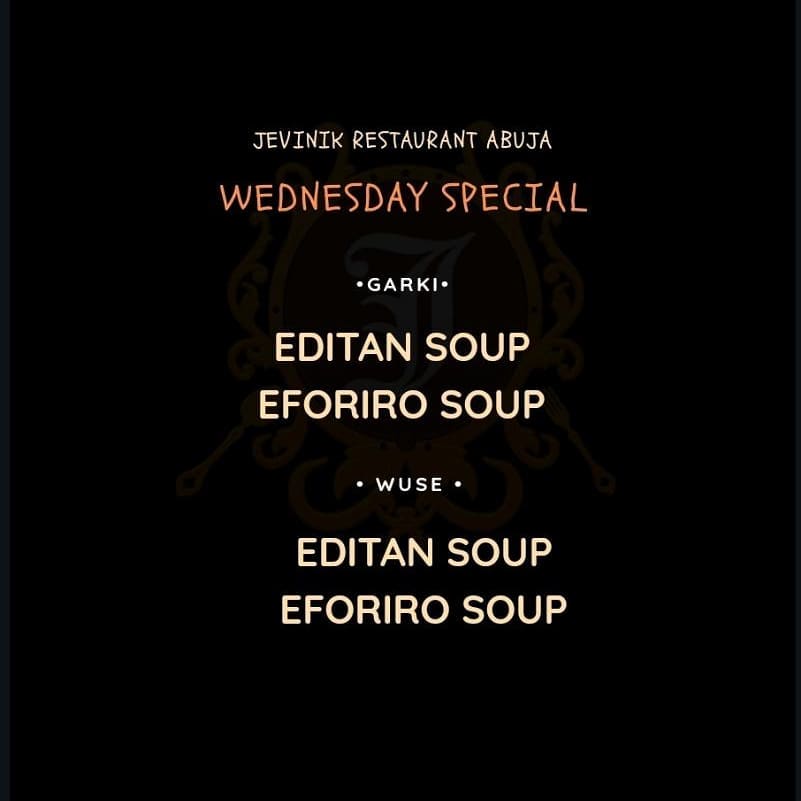 JEVINIK RESTAURANT ABUJA
WEDNESDAY SPECIAL
•GARKI•
EDITAN SOUP
EFORIRO SOUP
• WUSE •
EDITAN SOUP
EFORIRO SOUP